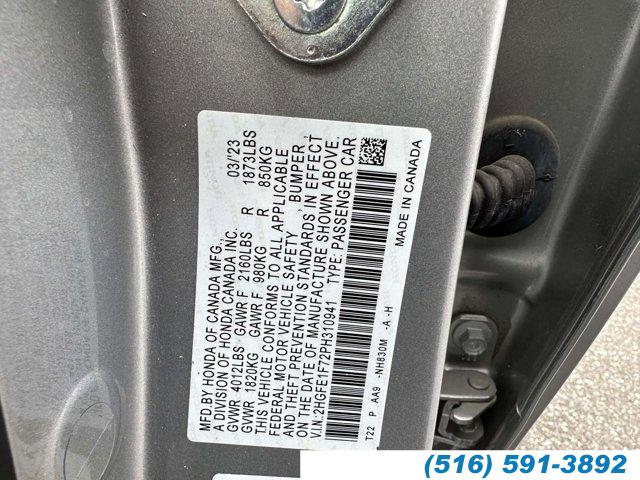 MFD.BY HONDA OF CANADA MFG., 03/'23
A DIVISION OF HONDA CANADA INC.
GVWR 4012LBS GAWR F 2160LBS R 1873LBS
GVWR 1820KG GAWR F 980KG R 850KG
THIS VEHICLE CONFORMS TO ALL APPLICABLE
FEDERAL MOTOR VEHICLE SAFETY, BUMPER,
AND THEFT PREVENTION STANDARDS IN EFFECT
ON THE DATE OF MANUFACTURE SHOWN ABOVE.
V.I.N: 2HGFE1F72PH310941 TYPE: PASSENGER CAR
T22 P AA9 -NH830M -A -H MADE IN CANADA
(516) 591-3892